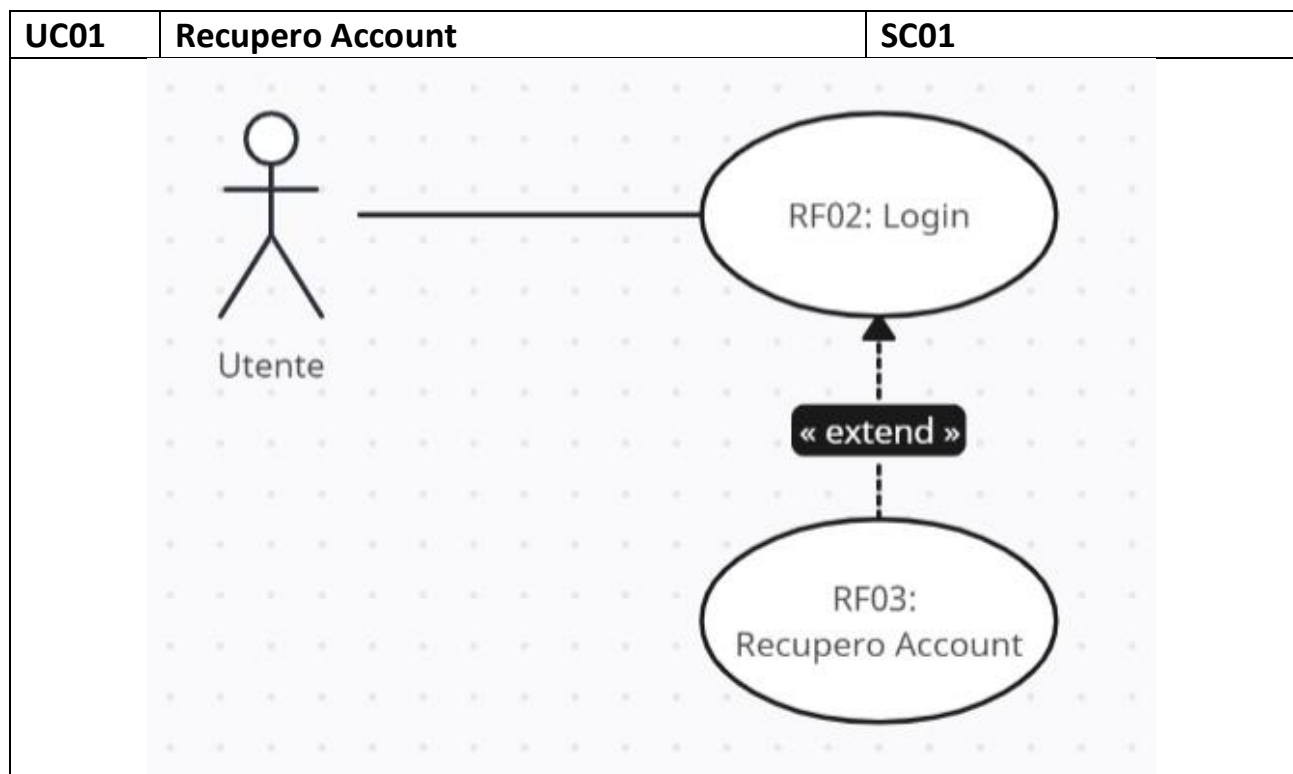 UC01 Recupero Account SC01
RF02: Login
Utente
« extend »
RF03:
Recupero Account